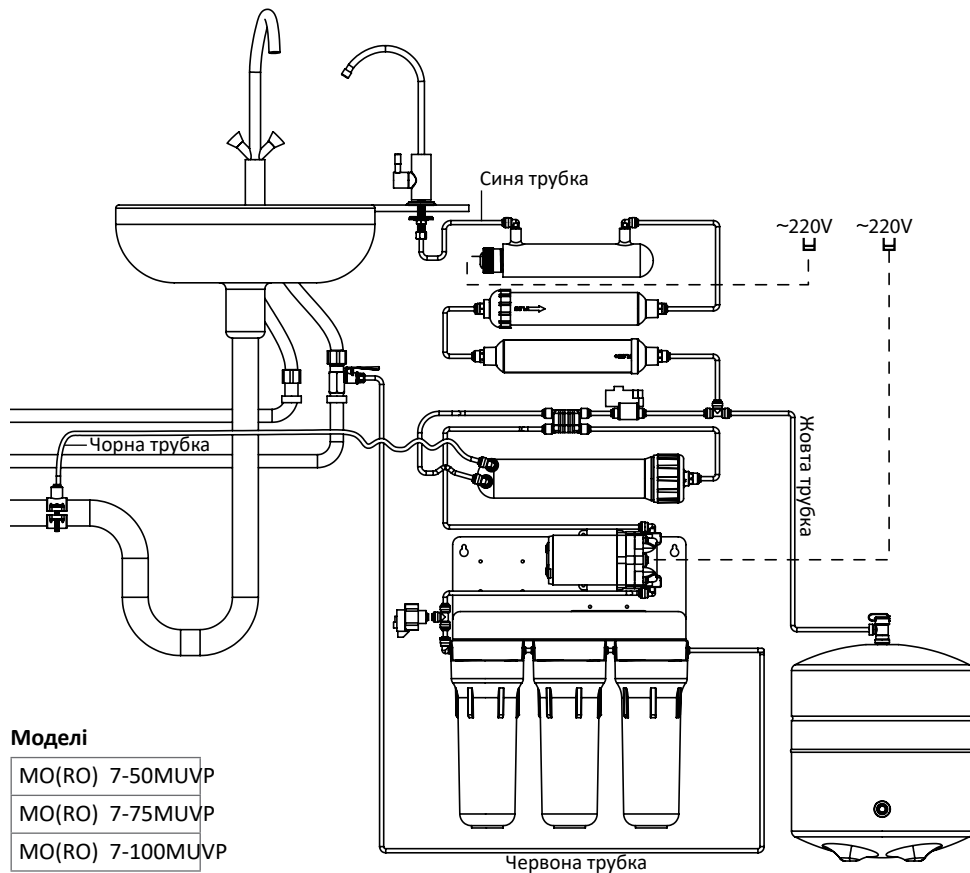 Синя трубка
~220V ~220V
Чорна трубка
Жовта трубка
Моделі
MO(RO) 7-50MUVP
MO(RO) 7-75MUVP
MO(RO) 7-100MUVP
Червона трубка